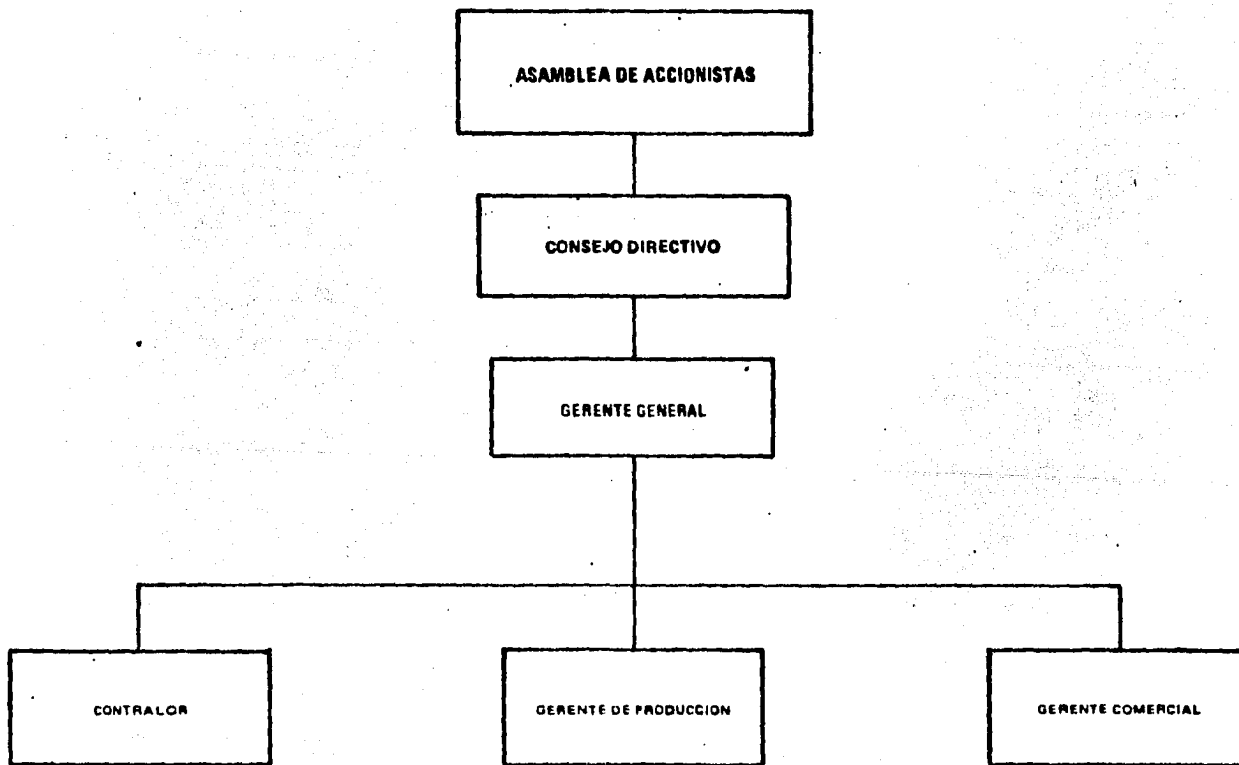 ASAMBLEA DE ACCIONISTAS
CONSEJO DIRECTIVO
GERENTE GENERAL
CONTRALOR
GERENTE DE PRODUCCION
GERENTE COMERCIAL